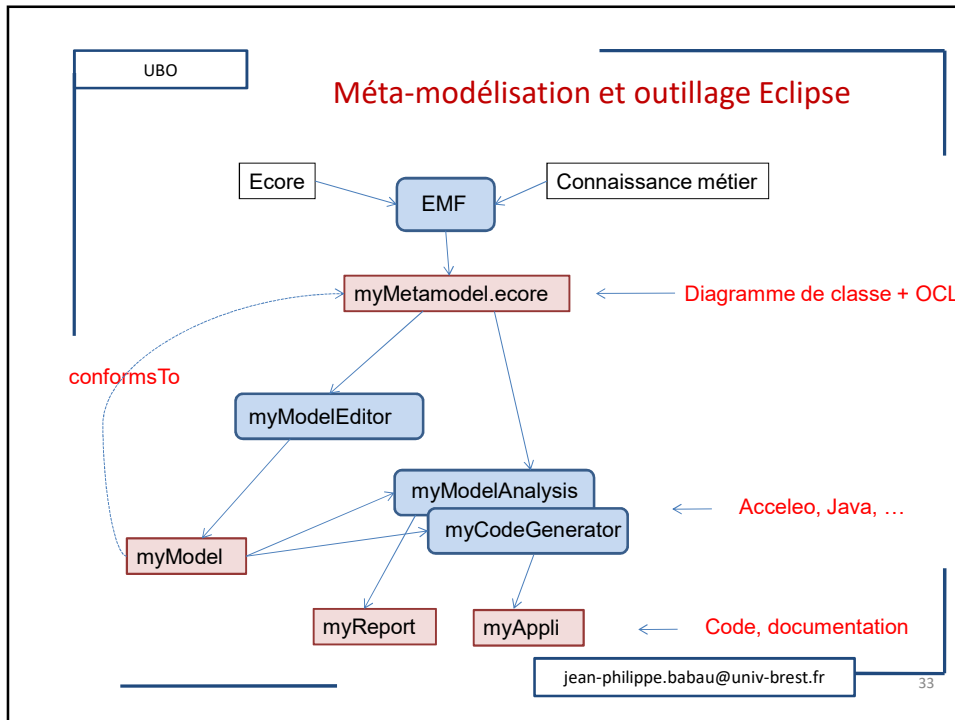 UBO
Méta-modélisation et outillage Eclipse
Ecore
Connaissance métier
EMF
myMetamodel.ecore
Diagramme de classe + OCL
conformsTo
myModelEditor
myModelAnalysis
Acceleo, Java, …
myCodeGenerator
myModel
myReport
myAppli
Code, documentation
jean-philippe.babau@univ-brest.fr
33